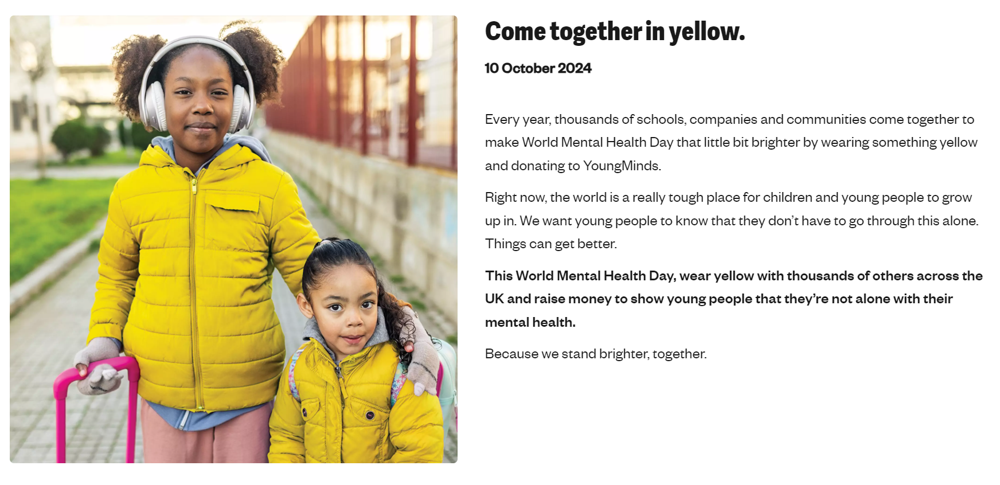 Come together in yellow.
10 October 2024
Every year, thousands of schools, companies and communities come together to
make World Mental Health Day that little bit brighter by wearing something yellow
and donating to YoungMinds.
Right now, the world is a really tough place for children and young people to grow
up in. We want young people to know that they don’t have to go through this alone.
Things can get better.
This World Mental Health Day, wear yellow with thousands of others across the
UK and raise money to show young people that they’re not alone with their
mental health.
Because we stand brighter, together.